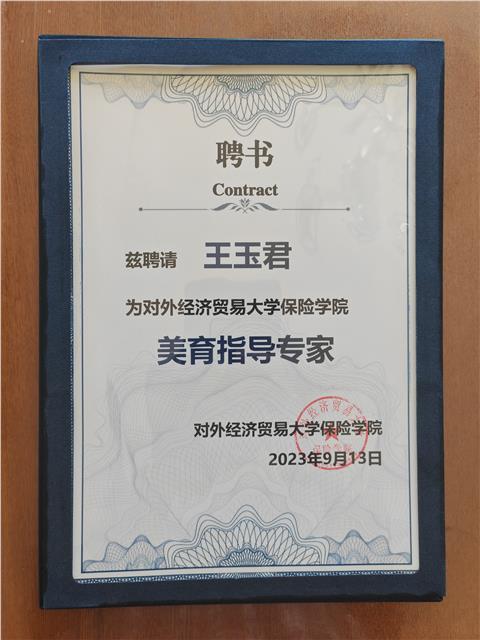 聘书
Contract
兹聘请 王玉君
为对外经济贸易大学保险学院
美育指导专家
对外经济贸易大学保险学院
2023年9月13日